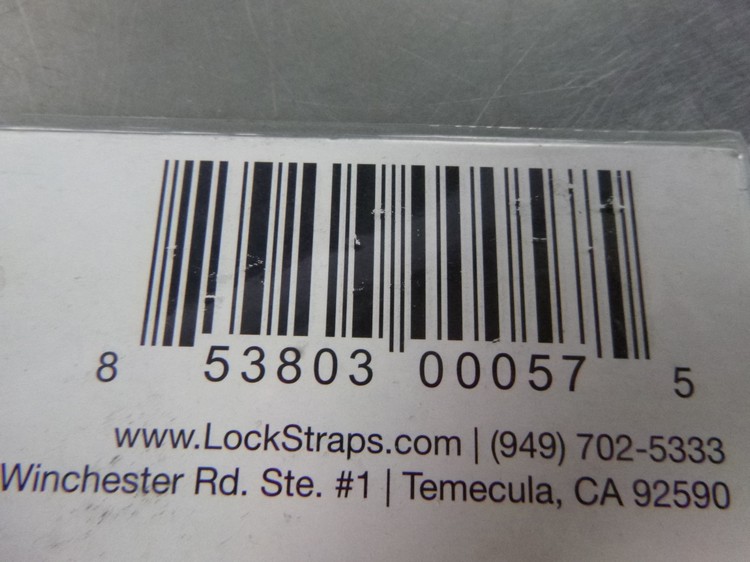 8 53803 00057 5
www.LockStraps.com | (949) 702-5333
Winchester Rd. Ste. #1 | Temecula, CA 92590